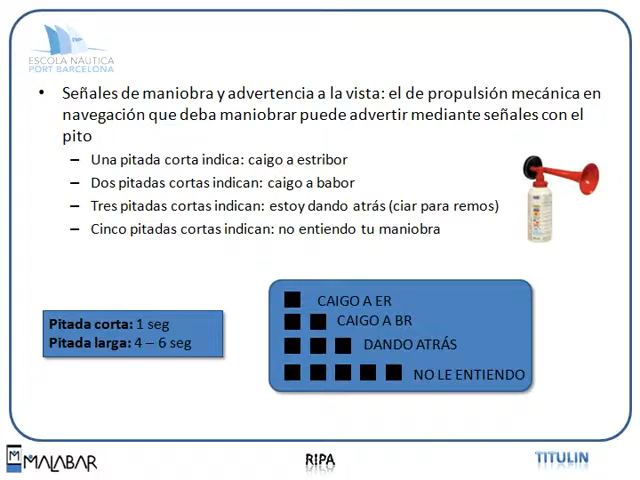 ESCOLA NÀUTICA
PORT BARCELONA
• Señales de maniobra y advertencia a la vista: el de propulsión mecánica en
navegación que deba maniobrar puede advertir mediante señales con el
pito
– Una pitada corta indica: caigo a estribor
– Dos pitadas cortas indican: caigo a babor
– Tres pitadas cortas indican: estoy dando atrás (ciar para remos)
– Cinco pitadas cortas indican: no entiendo tu maniobra
Pitada corta: 1 seg
Pitada larga: 4 – 6 seg
CAIGO A ER
CAIGO A BR
DANDO ATRÁS
NO LE ENTIENDO
MALABAR
RIPA
TITULIN